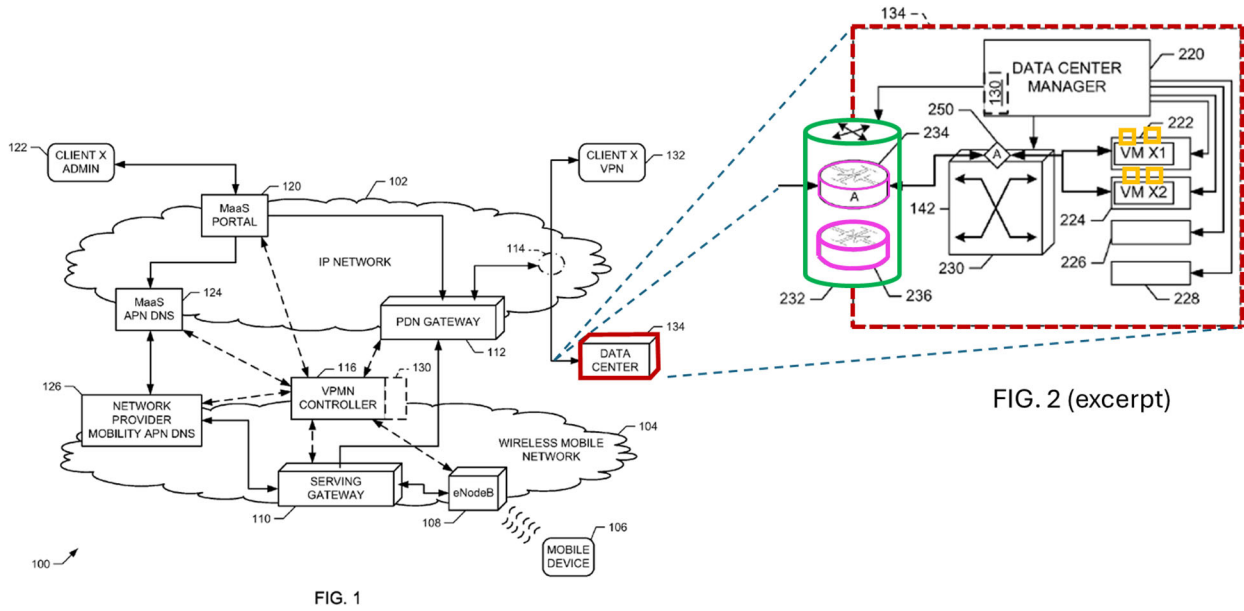 122
CLIENT X
ADMIN
120
MaaS
PORTAL
102
IP NETWORK
124
MaaS
APN DNS
114
PDN GATEWAY
112
CLIENT X
VPN
132
134
DATA
CENTER
126
NETWORK
PROVIDER
MOBILITY APN DNS
116
130
VPMN
CONTROLLER
104
WIRELESS MOBILE
NETWORK
SERVING
GATEWAY
110
eNodeB
108
106
MOBILE
DEVICE
100
FIG. 1
134
220
DATA CENTER
MANAGER
130
250
234
222
A
VM X1
VM X2
A
142
224
226
232
236
230
228
FIG. 2 (excerpt)